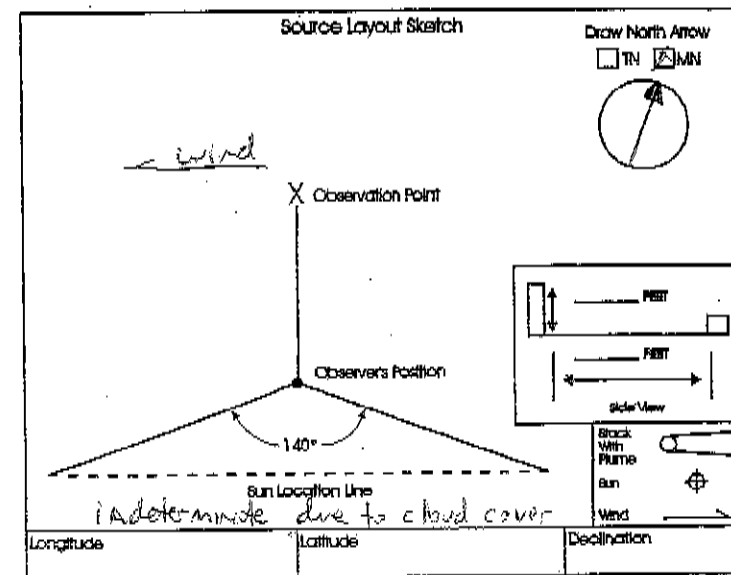 Source Layout Sketch
Draw North Arrow
TN MN
wind
X Observation Point
FEET
FEET
Side View
Observer's Position
140°
Sun Location Line
indeterminate due to cloud cover
Stack
With
Plume
Sun
Wind
Longitude
Latitude
Declination